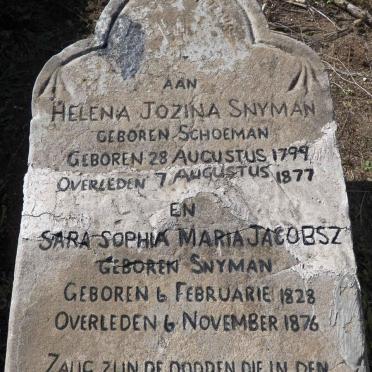 AAN
HELENA JOZINA SNYMAN
GEBOREN SCHOEMAN
GEBOREN 28 AUGUSTUS 1799
OVERLEDEN 7 AUGUSTUS 1877
EN
SARA SOPHIA MARIA JACOBSZ
GEBOREN SNYMAN
GEBOREN 6 FEBRUARIE 1828
OVERLEDEN 6 NOVEMBER 1876
ZALIG ZIJN DE DOODEN DIE IN DEN